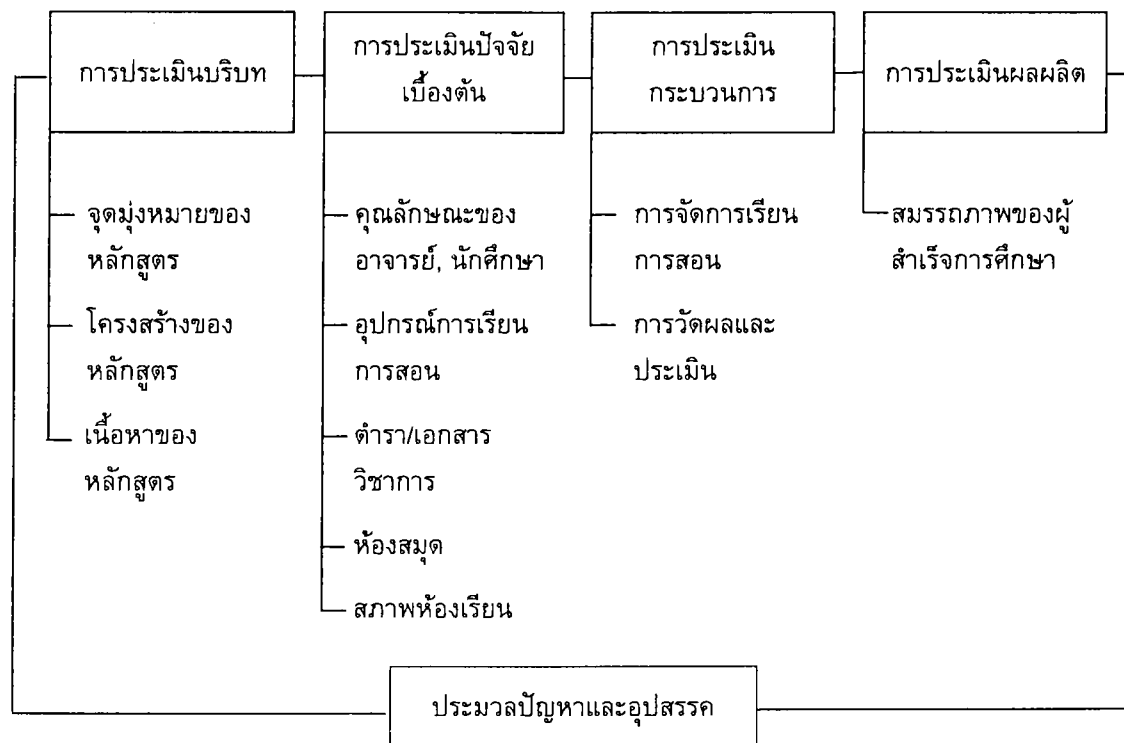 การประเมินบริบท
การประเมินปัจจัย
เบื้องต้น
การประเมิน
กระบวนการ
การประเมินผลผลิต
จุดมุ่งหมายของ
หลักสูตร
โครงสร้างของ
หลักสูตร
เนื้อหาของ
หลักสูตร
คุณลักษณะของ
อาจารย์, นักศึกษา
อุปกรณ์การเรียน
การสอน
ตำรา/เอกสาร
วิชาการ
ห้องสมุด
สภาพห้องเรียน
การจัดการเรียน
การสอน
การวัดผลและ
ประเมิน
สมรรถภาพของผู้
สำเร็จการศึกษา
ประมวลปัญหาและอุปสรรค